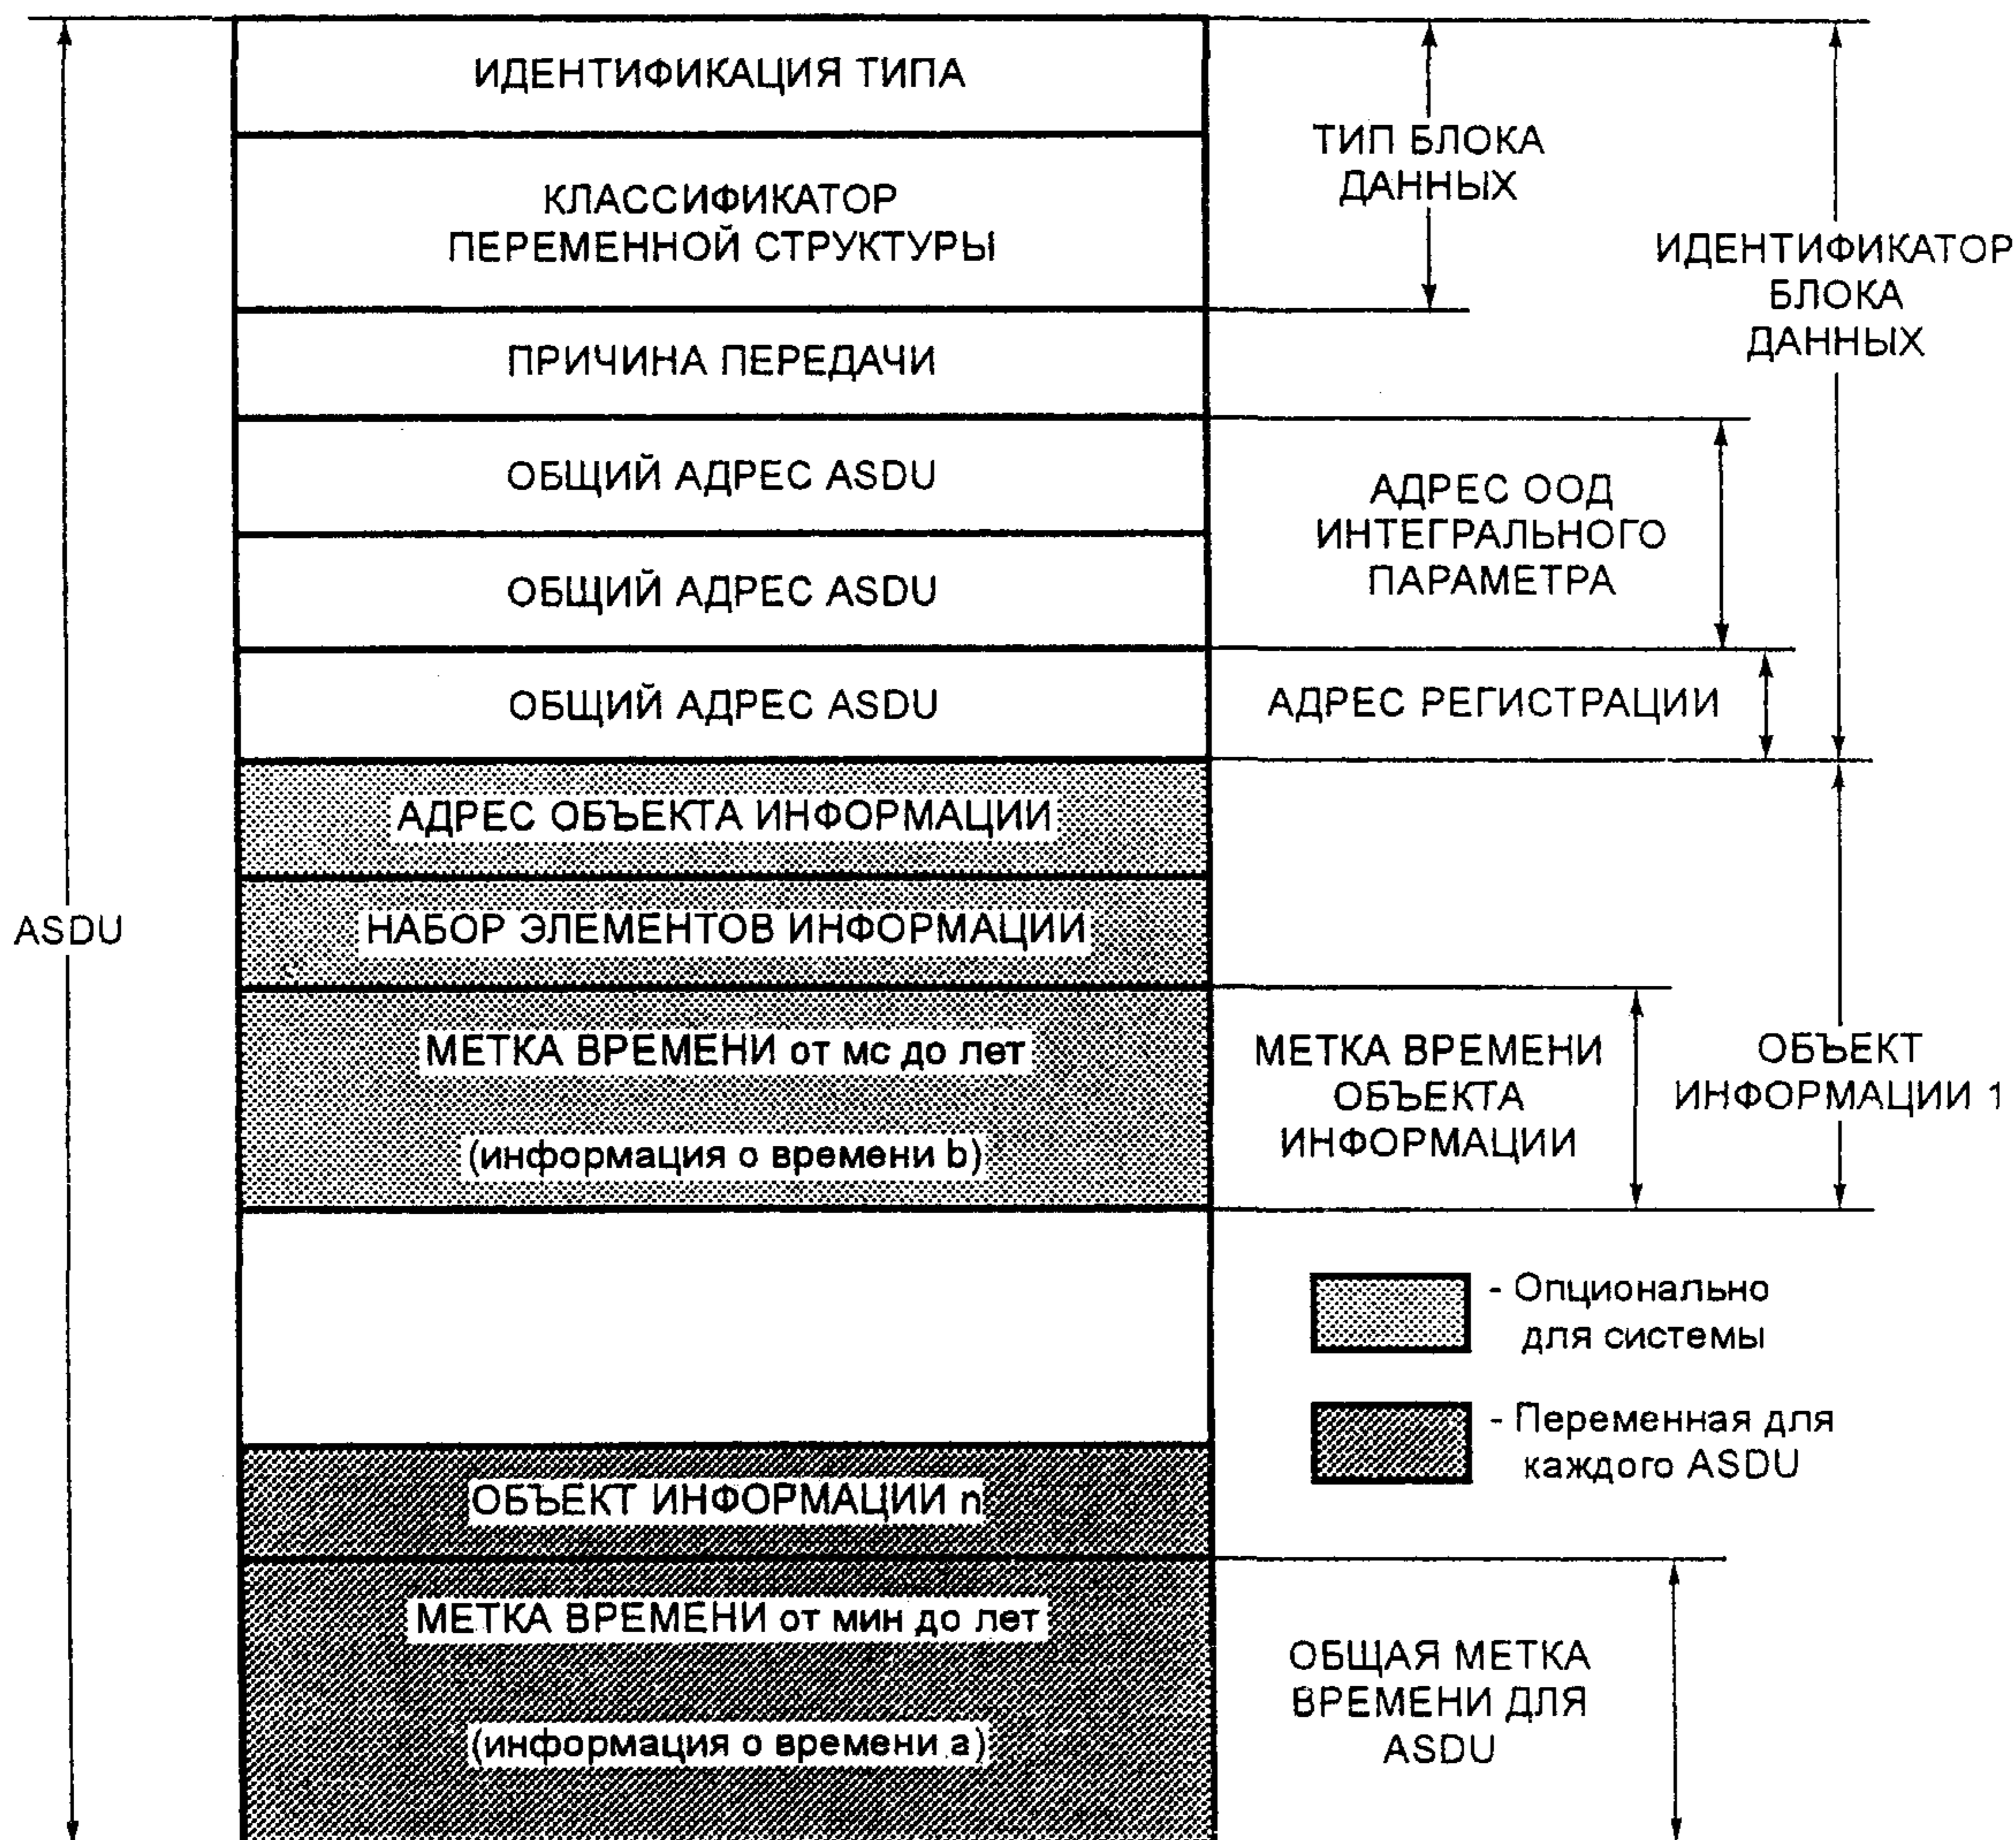 ИДЕНТИФИКАЦИЯ ТИПА
ТИП БЛОКА
ДАННЫХ
КЛАССИФИКАТОР
ПЕРЕМЕННОЙ СТРУКТУРЫ
ИДЕНТИФИКАТОР
БЛОКА
ДАННЫХ
ПРИЧИНА ПЕРЕДАЧИ
ОБЩИЙ АДРЕС ASDU
АДРЕС ООД
ИНТЕГРАЛЬНОГО
ПАРАМЕТРА
ОБЩИЙ АДРЕС ASDU
ОБЩИЙ АДРЕС ASDU
АДРЕС РЕГИСТРАЦИИ
АДРЕС ОБЪЕКТА ИНФОРМАЦИИ
ASDU
НАБОР ЭЛЕМЕНТОВ ИНФОРМАЦИИ
МЕТКА ВРЕМЕНИ от мс до лет
(информация о времени b)
МЕТКА ВРЕМЕНИ
ОБЪЕКТА
ИНФОРМАЦИИ
ОБЪЕКТ
ИНФОРМАЦИИ 1
- Опционально
для системы
- Переменная для
каждого ASDU
ОБЪЕКТ ИНФОРМАЦИИ n
МЕТКА ВРЕМЕНИ от мин до лет
(информация о времени a)
ОБЩАЯ МЕТКА
ВРЕМЕНИ ДЛЯ
ASDU